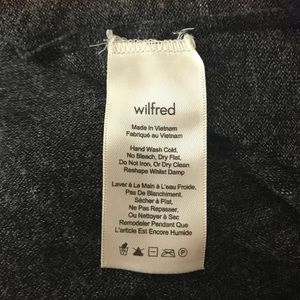 wilfred
Made in Vietnam
Fabriqué au Vietnam
Hand Wash Cold,
No Bleach, Dry Flat,
Do Not Iron, Or Dry Clean
Reshape Whilst Damp
Laver à La Main à L'eau Froide,
Pas De Blanchiment,
Sécher à Plat,
Ne Pas Repasser,
Ou Nettoyer à Sec
Remodeler Pendant Que
L'article Est Encore Humide
P